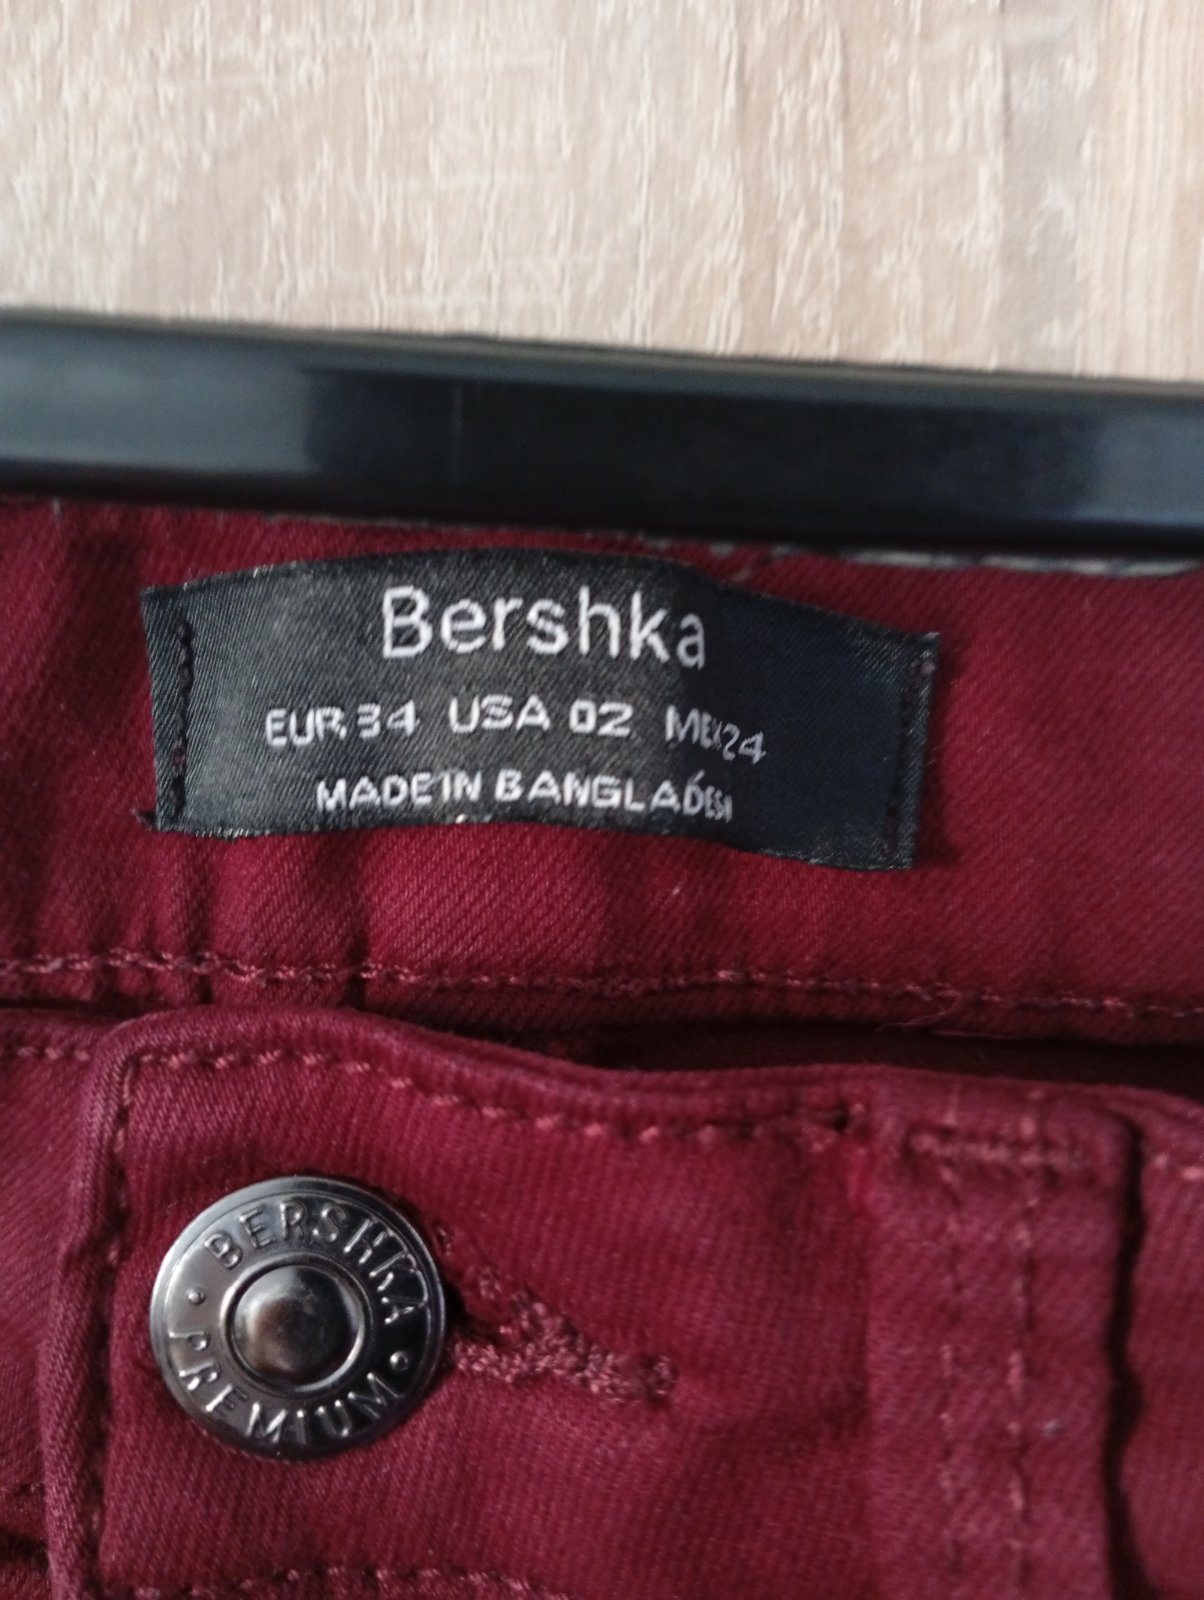 Bershka
EUR 34 USA 02 MEX 24
MADE IN BANGLADESH
BERSHKA
PREMIUM